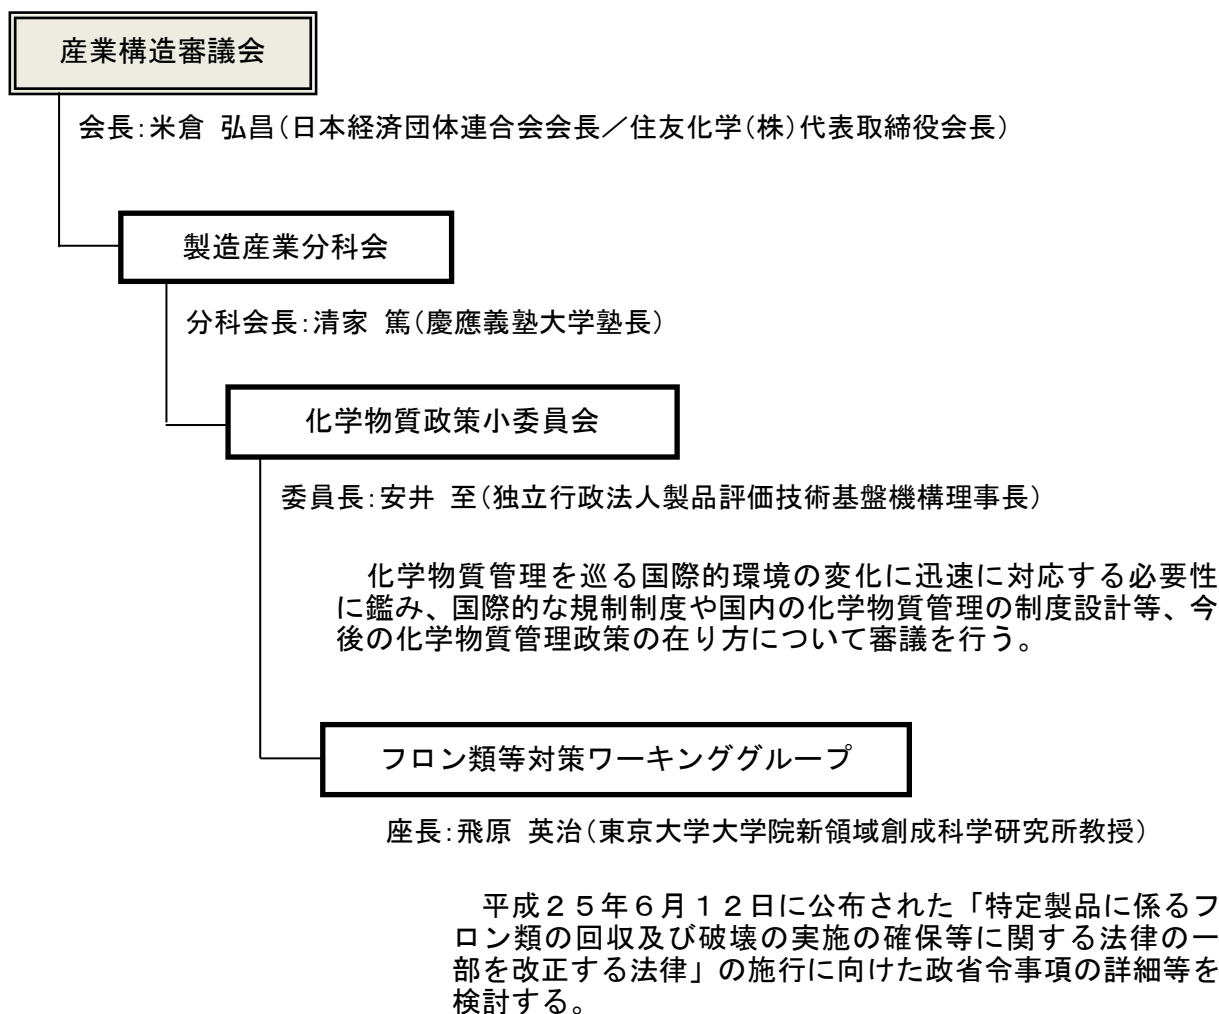 産業構造審議会
会長：米倉　弘昌（日本経済団体連合会会長／住友化学（株）代表取締役会長）
製造産業分科会
分科会長：清家　篤（慶應義塾大学塾長）
化学物質政策小委員会
委員長：安井　至（独立行政法人製品評価技術基盤機構理事長）
化学物質管理を巡る国際的環境の変化に迅速に対応する必要性
に鑑み、国際的な規制制度や国内の化学物質管理の制度設計等、今
後の化学物質管理政策の在り方について審議を行う。
フロン類等対策ワーキンググループ
座長：飛原　英治（東京大学大学院新領域創成科学研究所教授）
平成２５年６月１２日に公布された「特定製品に係るフ
ロン類の回収及び破壊の実施の確保等に関する法律の一
部を改正する法律」の施行に向けた政省令事項の詳細等を
検討する。